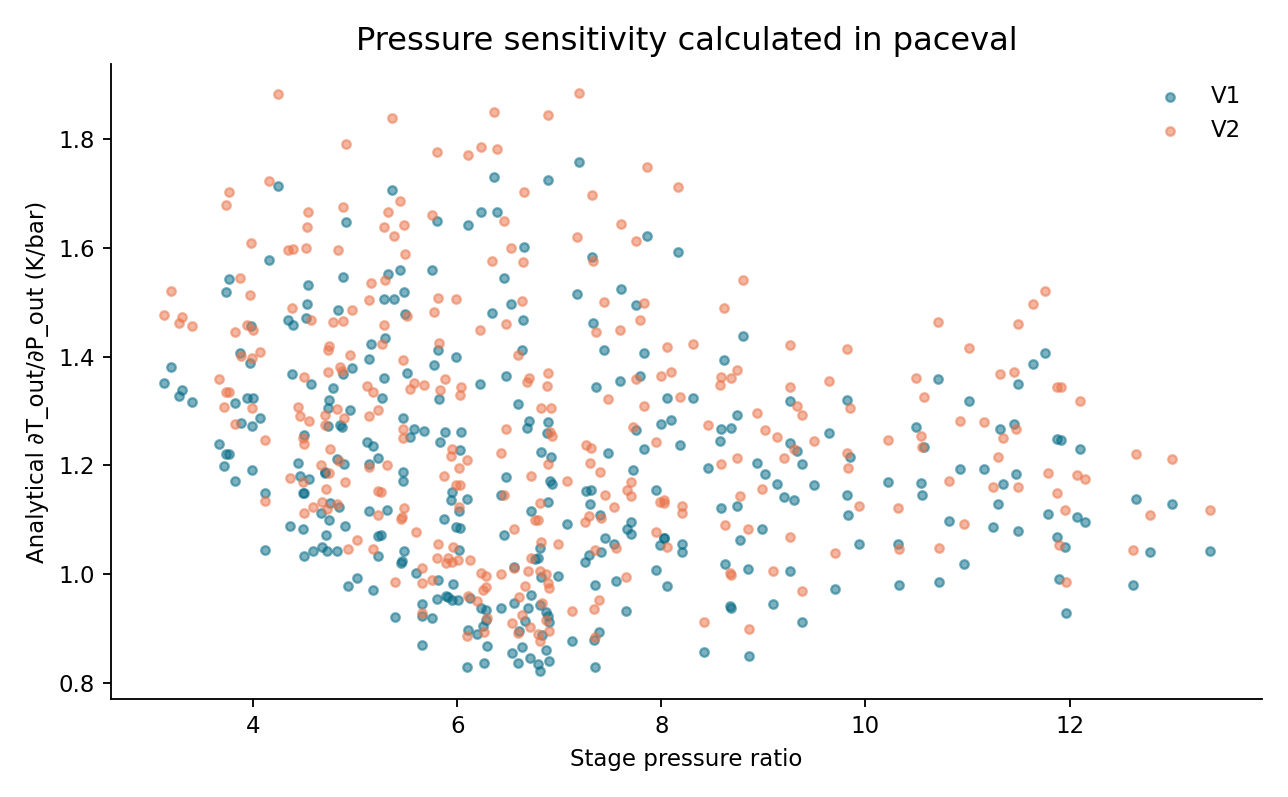 Pressure sensitivity calculated in paceval
V1
V2
Analytical ∂T_out/∂P_out (K/bar)
1.8
1.6
1.4
1.2
1.0
0.8
4 6 8 10 12
Stage pressure ratio